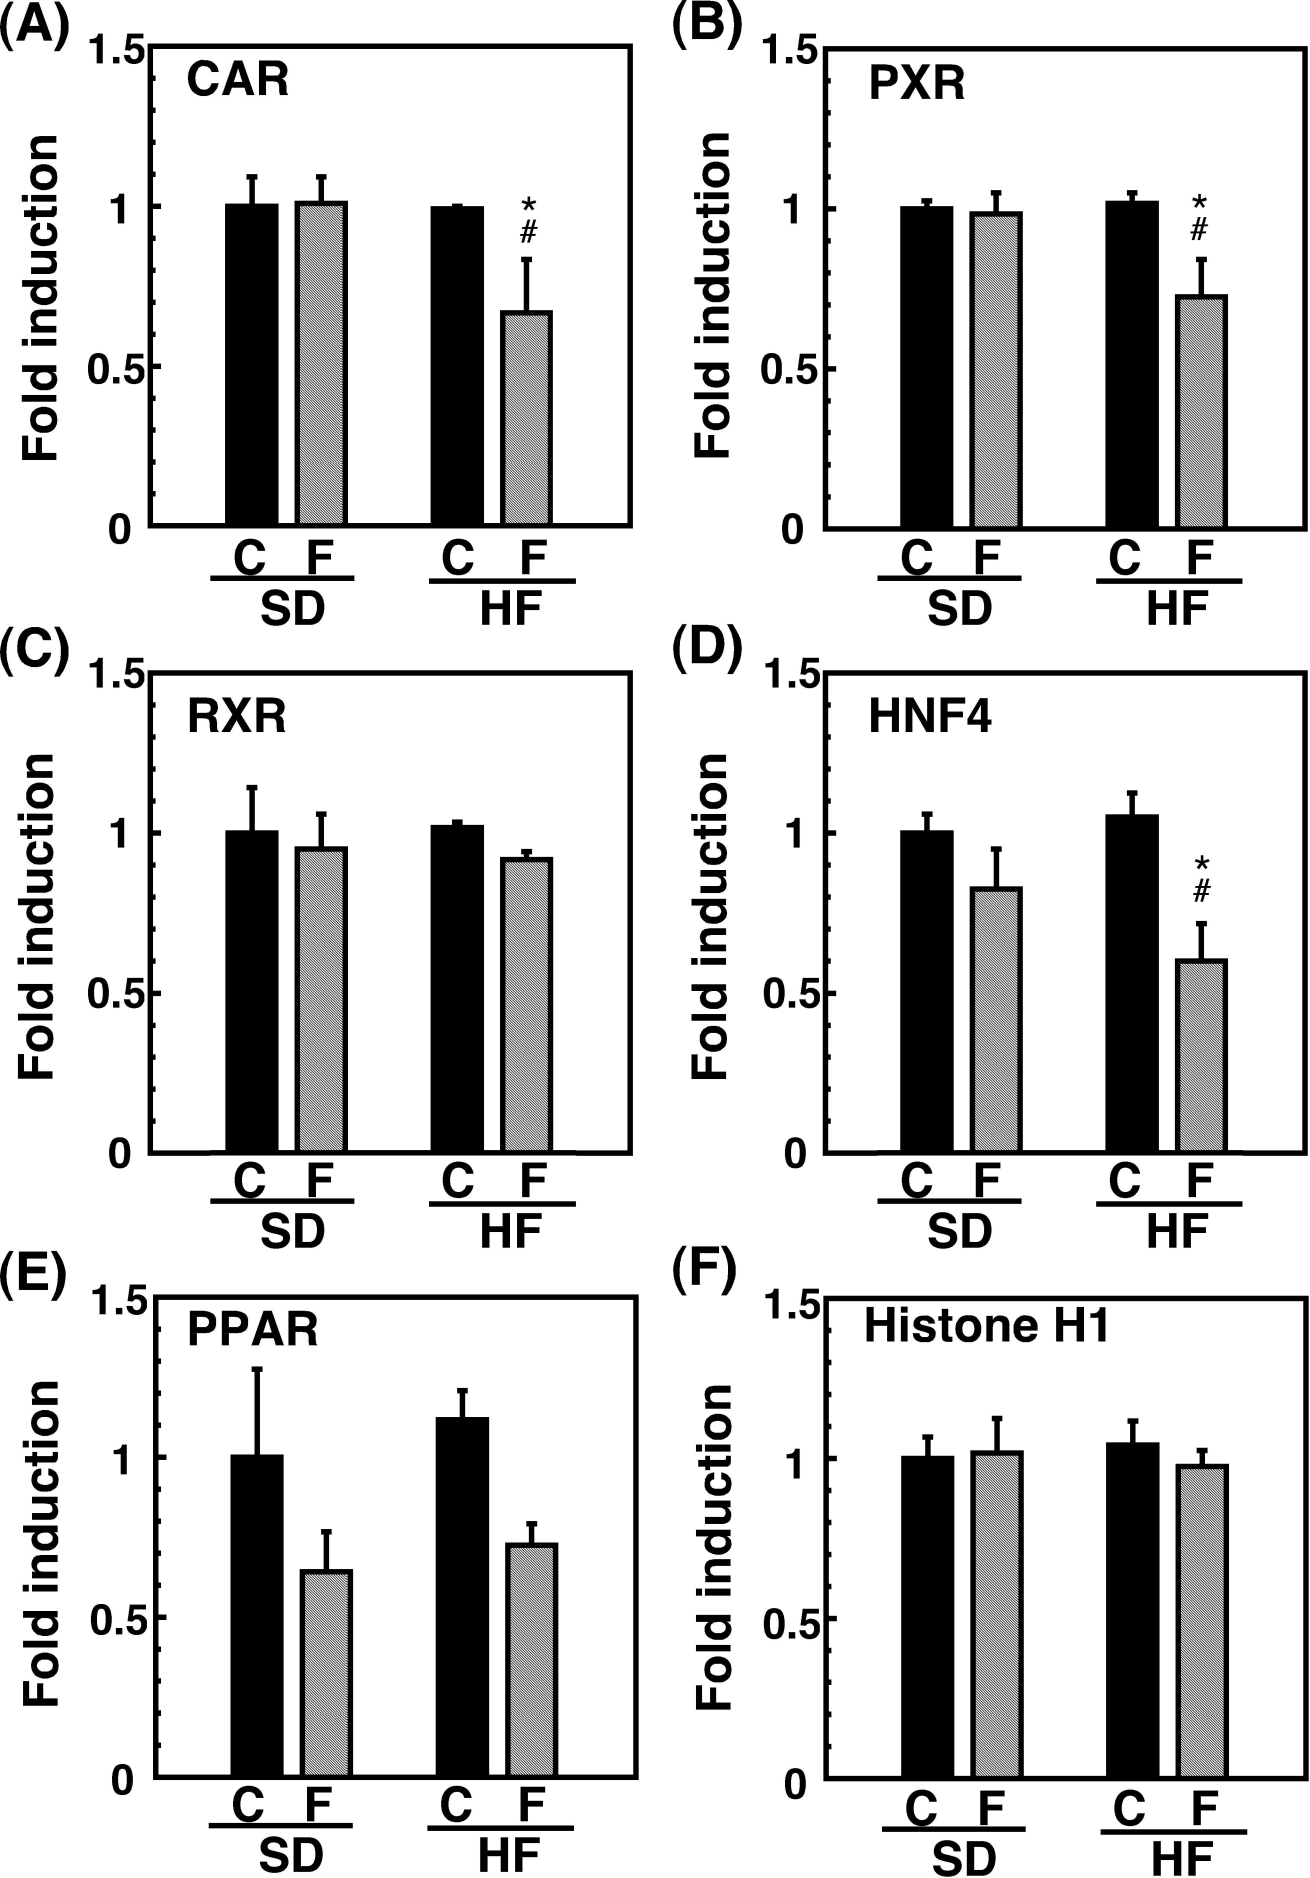 (A)
CAR
Fold induction
1.5
1
0.5
0
*
#
C F C F
SD HF
(B)
PXR
Fold induction
1.5
1
0.5
0
*
#
C F C F
SD HF
(C)
RXR
Fold induction
1.5
1
0.5
0
C F C F
SD HF
(D)
HNF4
Fold induction
1.5
1
0.5
0
*
#
C F C F
SD HF
(E)
PPAR
Fold induction
1.5
1
0.5
0
C F C F
SD HF
(F)
Histone H1
Fold induction
1.5
1
0.5
0
C F C F
SD HF